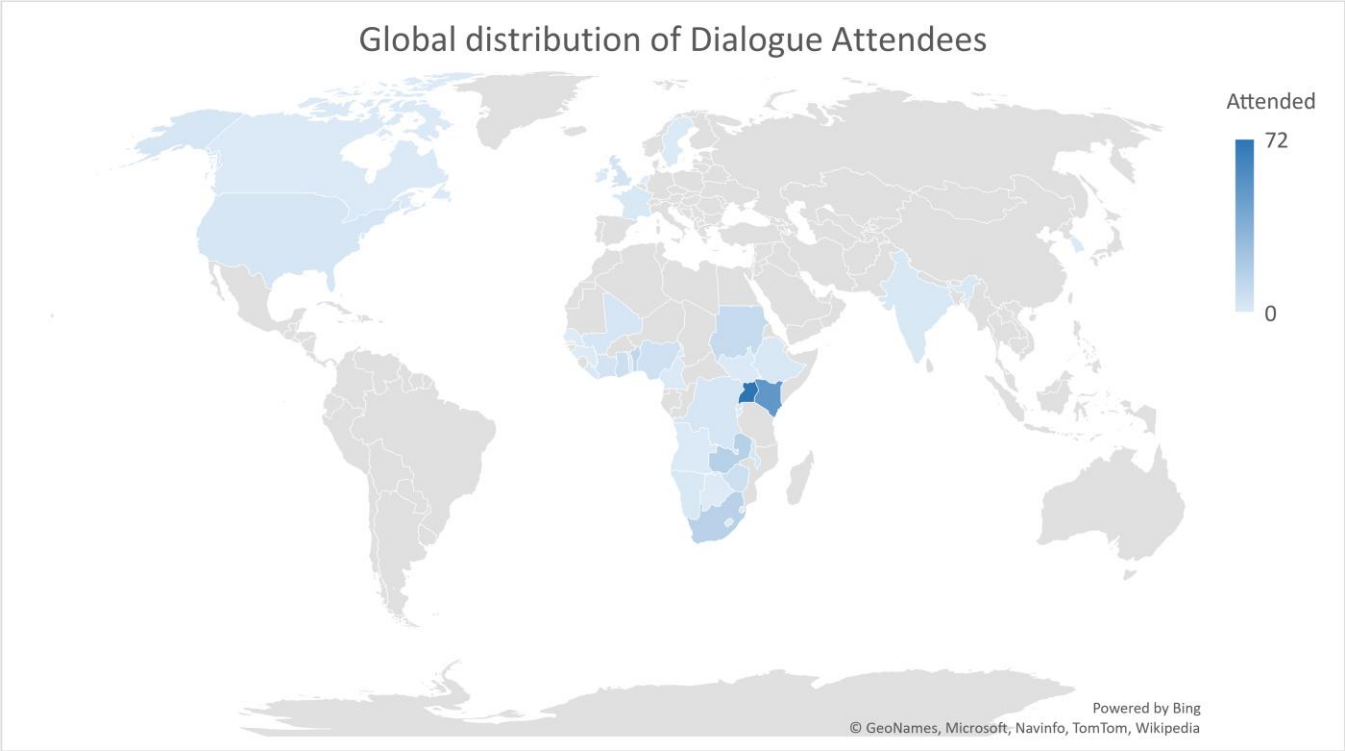 Global distribution of Dialogue Attendees
Attended
72
0
Powered by Bing
© GeoNames, Microsoft, Navinfo, TomTom, Wikipedia